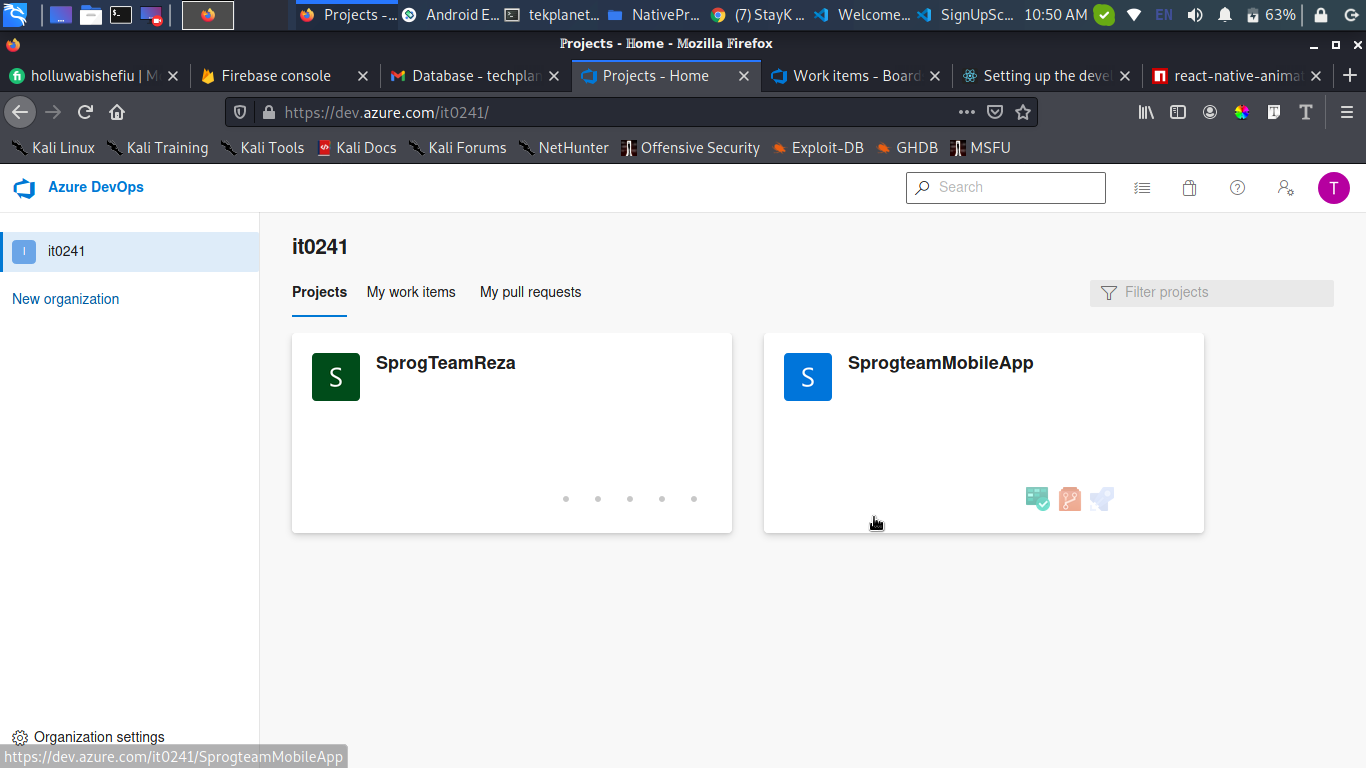 Projects -...
Android E...
tekplanet...
NativePr...
(7) StayK ...
Welcome...
SignUpSc...
10:50 AM
EN
63%
Projects - Home - Mozilla Firefox
holluwabishefiu | M
Firebase console
Database - techplan
Projects - Home
Work items - Board
Setting up the deve
react-native-animat
https://dev.azure.com/it0241/
Kali Linux
Kali Training
Kali Tools
Kali Docs
Kali Forums
NetHunter
Offensive Security
Exploit-DB
GHDB
MSFU
Azure DevOps
Search
T
I
it0241
New organization
it0241
Projects
My work items
My pull requests
Filter projects
S
SprogTeamReza
S
SprogteamMobileApp
Organization settings
https://dev.azure.com/it0241/SprogteamMobileApp